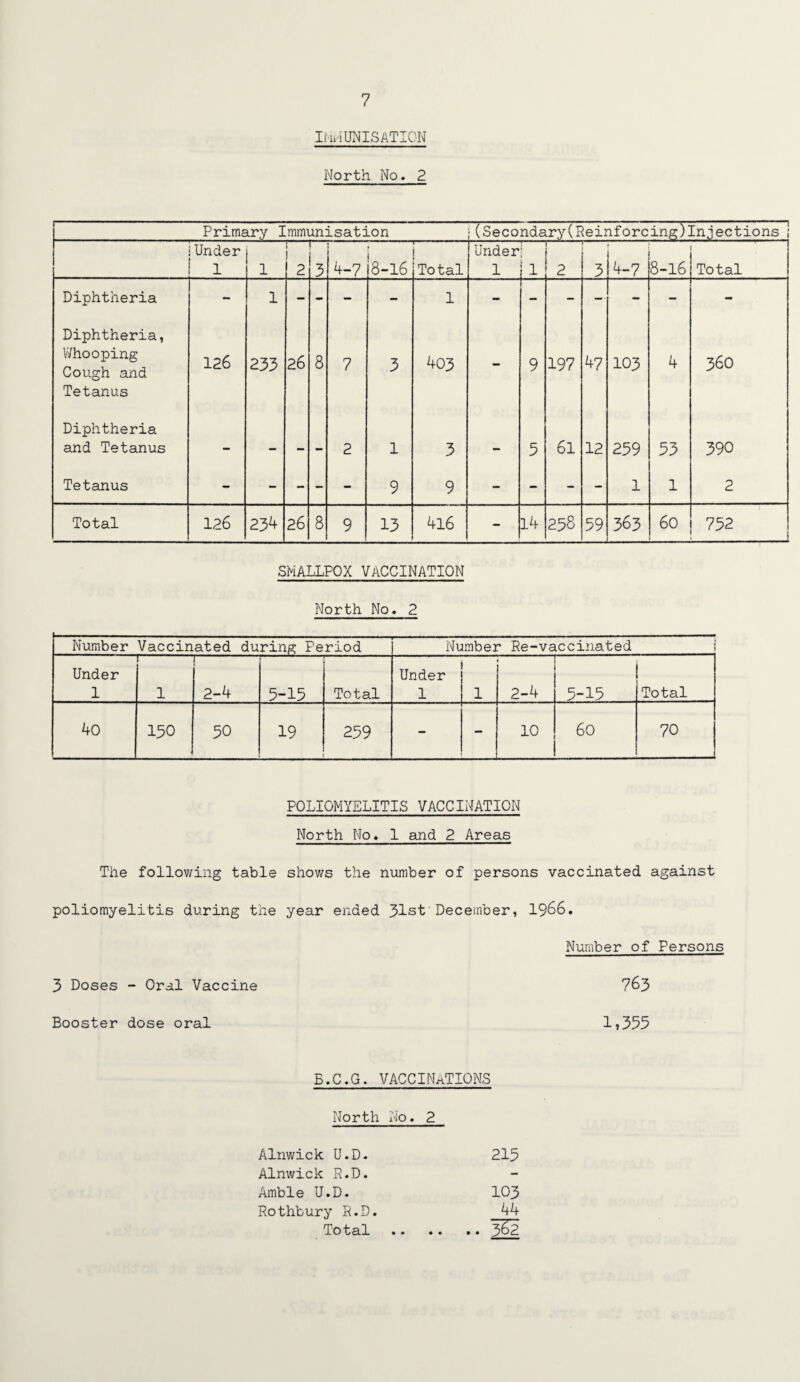 7
IMMUNISATION
North No. 2
Primary Immunisation (Secondary(Reinforcing)Injections
Under 1 1 2 3 4-7 8-16 Total Under 1 1 2 3 4-7 8-16 Total
Diphtheria - 1 - - - - 1 - - - - - - -
Diphtheria, Whooping Cough and Tetanus 126 233 26 8 7 3 403 - 9 197 47 103 4 360
Diphtheria and Tetanus - - - - 2 1 3 - 5 61 12 259 53 390
Tetanus - - - - - 9 9 - - - - 1 1 2
Total 126 234 26 8 9 13 416 - 14 258 59 363 60 752
SMALLPOX VACCINATION
North No. 2
Number Vaccinated during Period Number Re-vaccinated
Under 1 1 2-4 5-15 Total Under 1 1 2-4 5-15 Total
40 150 50 19 259 - - 10 60 70
POLIOMYELITIS VACCINATION
North No. 1 and 2 Areas
The following table shows the number of persons vaccinated against
poliomyelitis during the year ended 31st December, 1966.
Number of Persons
3 Doses - Oral Vaccine 763
Booster dose oral 1,355
B.C.G. VACCINATIONS
North No. 2
Alnwick U.D. 215
Alnwick R.D. -
Amble U.D. 103
Rothbury R.D. 44
Total .. .. .. 362